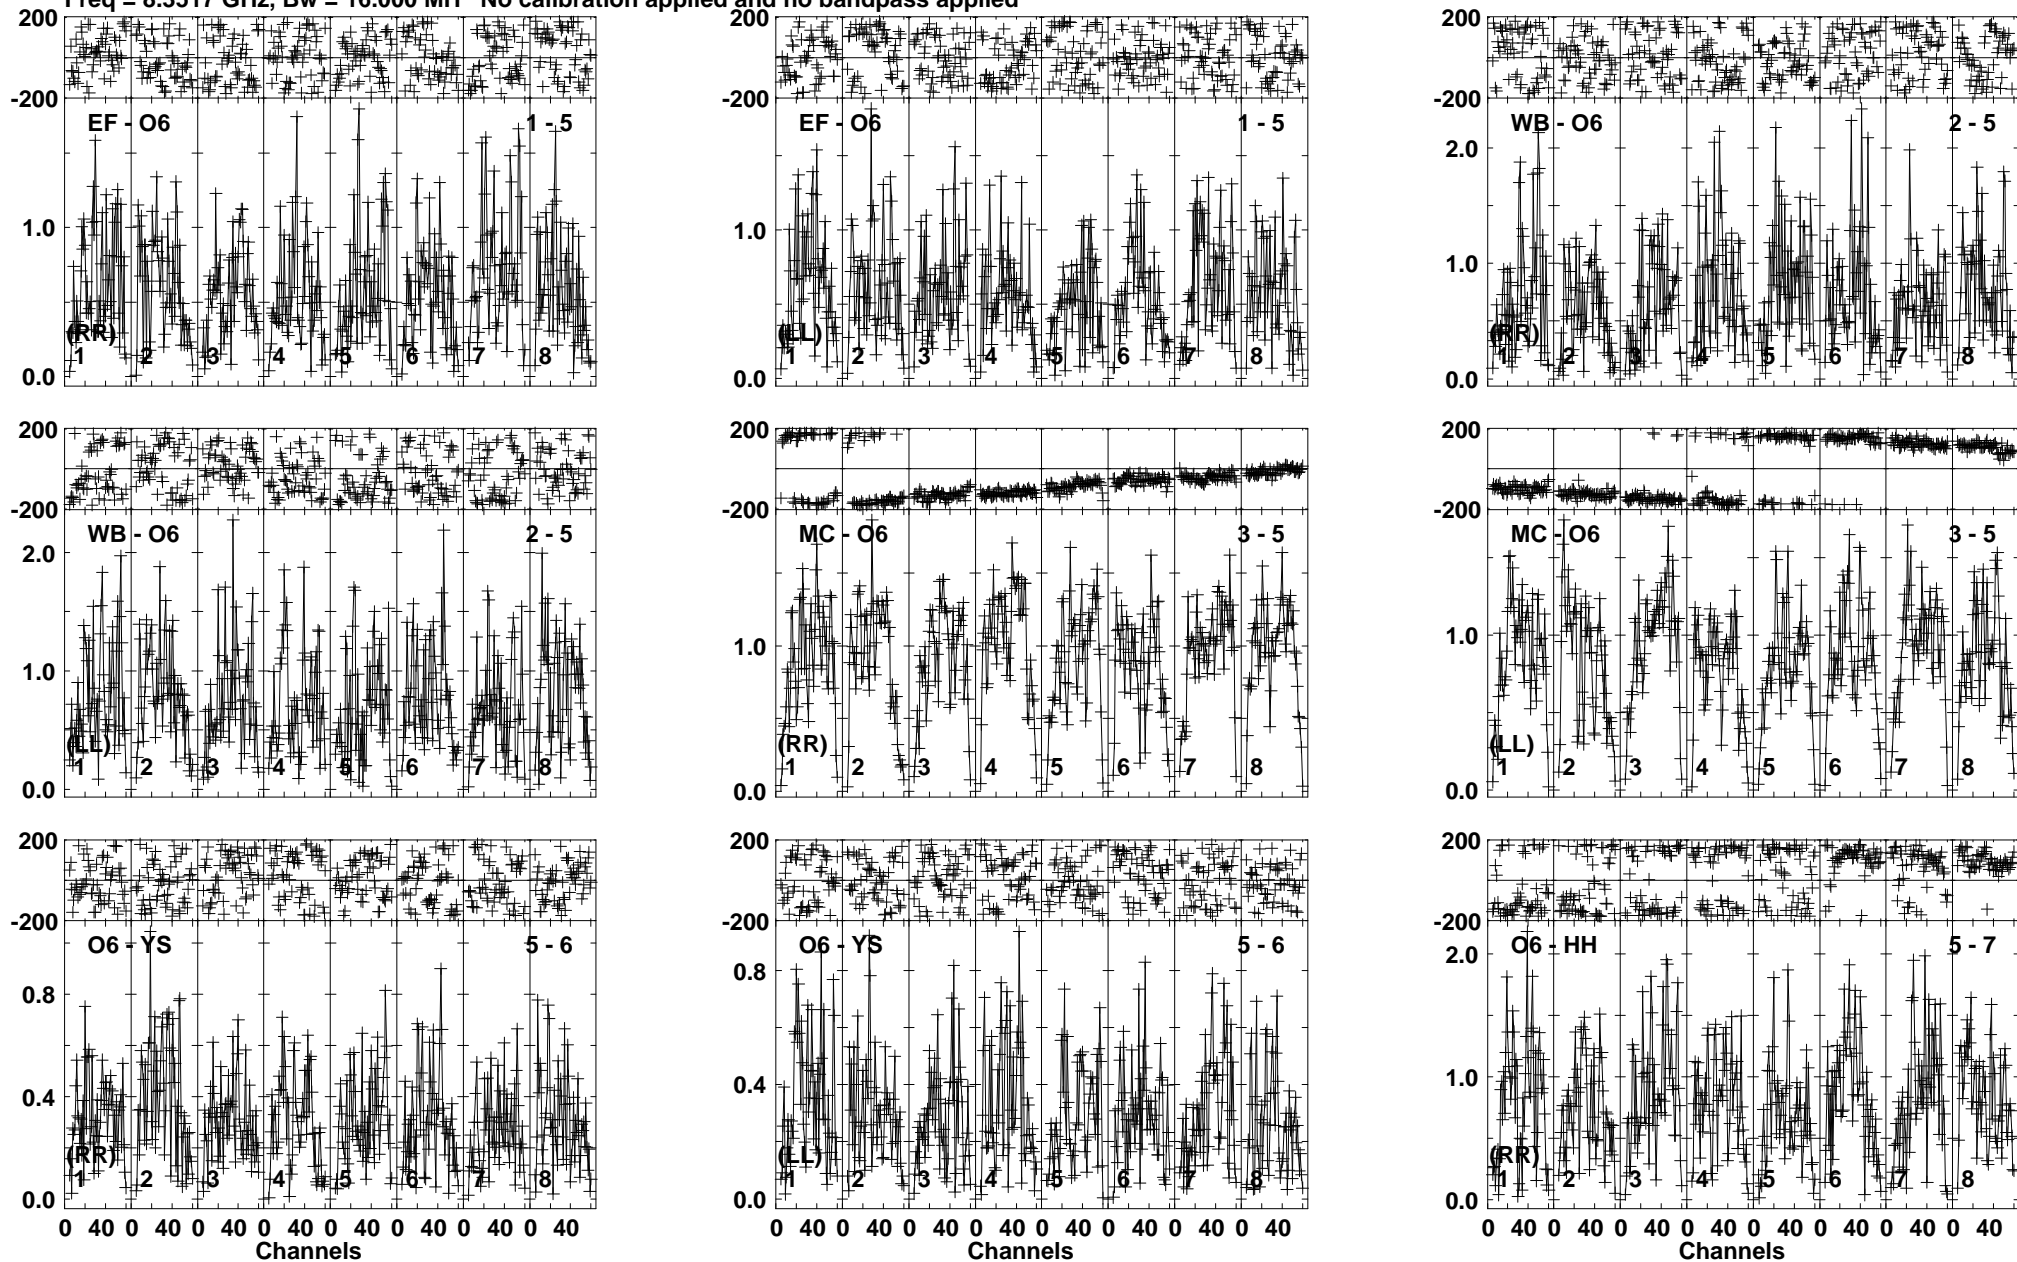 Freq = 8.3517 GHz, Bw = 16.000 MH No calibration applied and no bandpass applied
200 200 200
-200 -200 -200
EF - O6 1 - 5 EF - O6 1 - 5 WB - O6 2 - 5
2.0
1.0 1.0 1.0
(RR) (LL) (RR)
1 2 3 4 5 6 7 8 1 2 3 4 5 6 7 8 1 2 3 4 5 6 7 8
0.0 0.0 0.0
200 200 200
-200 -200 -200
WB - O6 2 - 5 MC - O6 3 - 5 MC - O6 3 - 5
2.0
1.0 1.0 1.0
(LL) (RR) (LL)
1 2 3 4 5 6 7 8 1 2 3 4 5 6 7 8 1 2 3 4 5 6 7 8
0.0 0.0 0.0
200 200 200
-200 -200 -200
O6 - YS 5 - 6 O6 - YS 5 - 6 O6 - HH 5 - 7
0.8 0.8 2.0
0.4 0.4 1.0
(RR) (LL) (RR)
1 2 3 4 5 6 7 8 1 2 3 4 5 6 7 8 1 2 3 4 5 6 7 8
0.0 0.0 0.0
0 40 0 40 0 40 0 40 0 40 0 40 0 40 0 40 0 40 0 40 0 40 0 40 0 40 0 40 0 40 0 40 0 40 0 40 0 40 0 40 0 40 0 40 0 40 0 40
Channels Channels